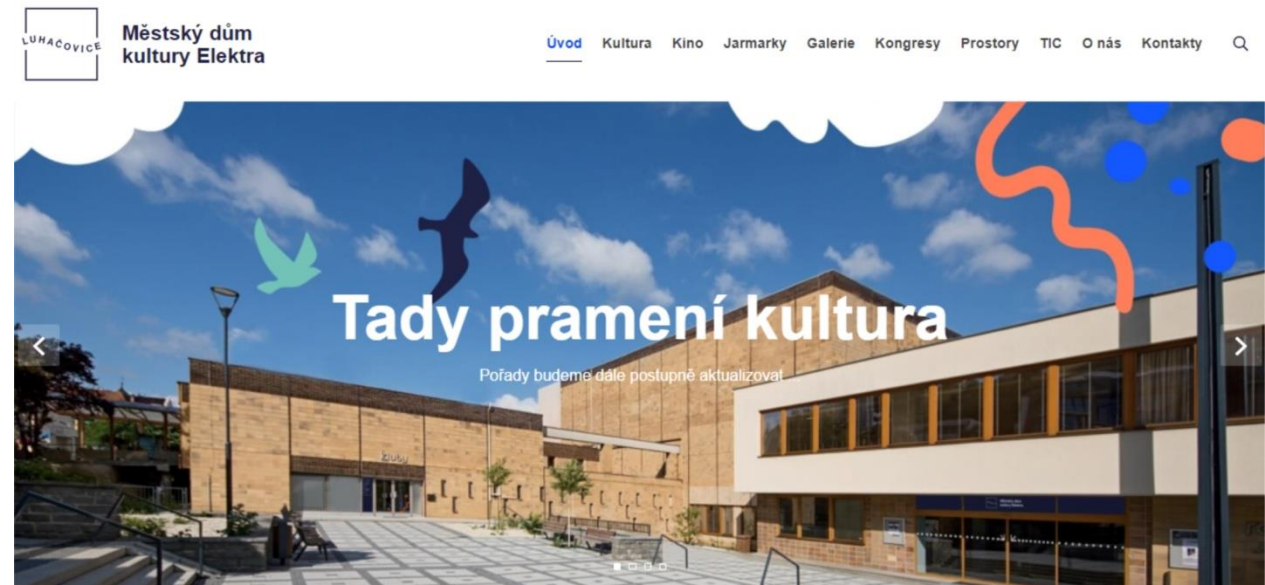 LUHAČOVICE
Městský dům
kultury Elektra
Úvod Kultura Kino Jarmarky Galerie Kongresy Prostory TIC O nás Kontakty
Tady pramení kultura
Pořady budeme dále postupně aktualizovat ...
kluby